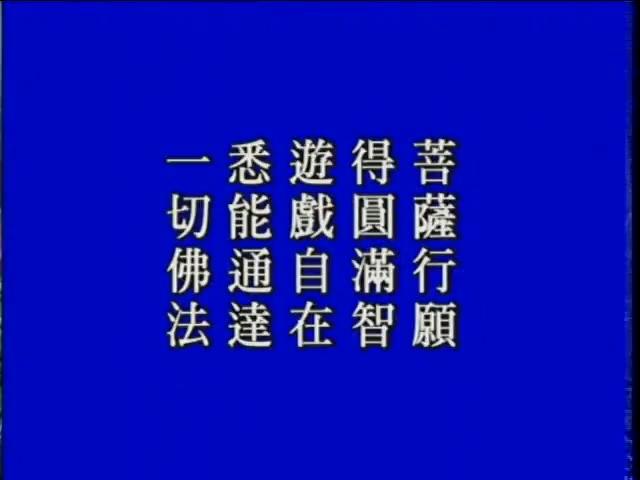 菩薩行願
得圓滿智
遊戲自在
悉能通達
一切佛法